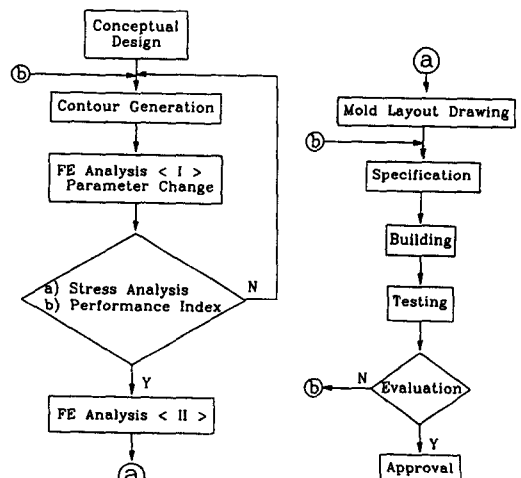 Conceptual
Design
b
Contour Generation
FE Analysis < I >
Parameter Change
a) Stress Analysis
b) Performance Index
N
Y
FE Analysis < II >
a
a
Mold Layout Drawing
b
Specification
Building
Testing
Evaluation
N
b
Y
Approval